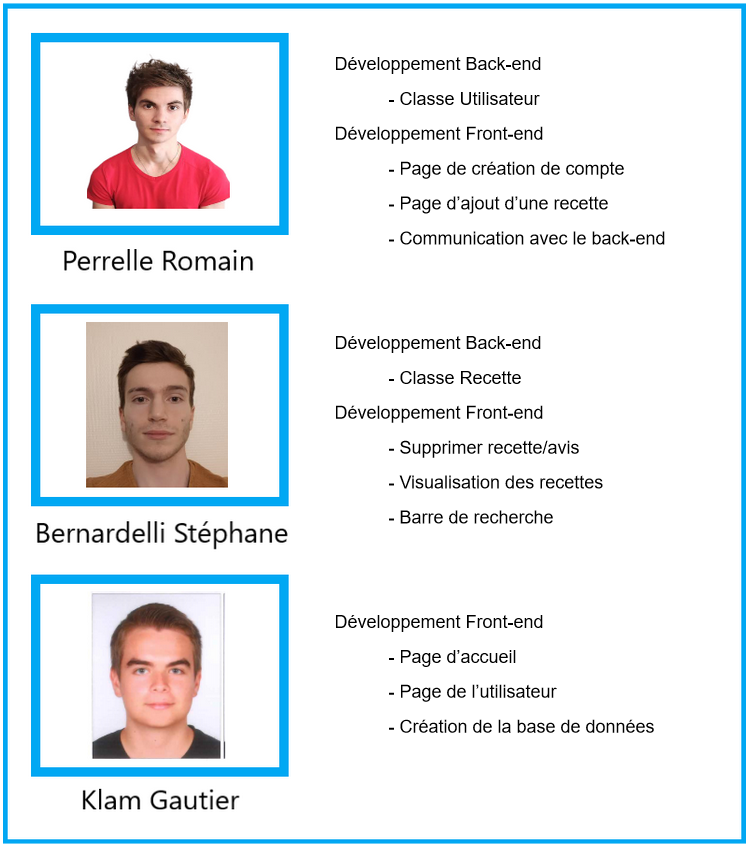 Développement Back-end
- Classe Utilisateur
Développement Front-end
- Page de création de compte
- Page d'ajout d'une recette
- Communication avec le back-end
Perrelle Romain
Développement Back-end
- Classe Recette
Développement Front-end
- Supprimer recette/avis
- Visualisation des recettes
- Barre de recherche
Bernardelli Stéphane
Développement Front-end
- Page d'accueil
- Page de l'utilisateur
- Création de la base de données
Klam Gautier